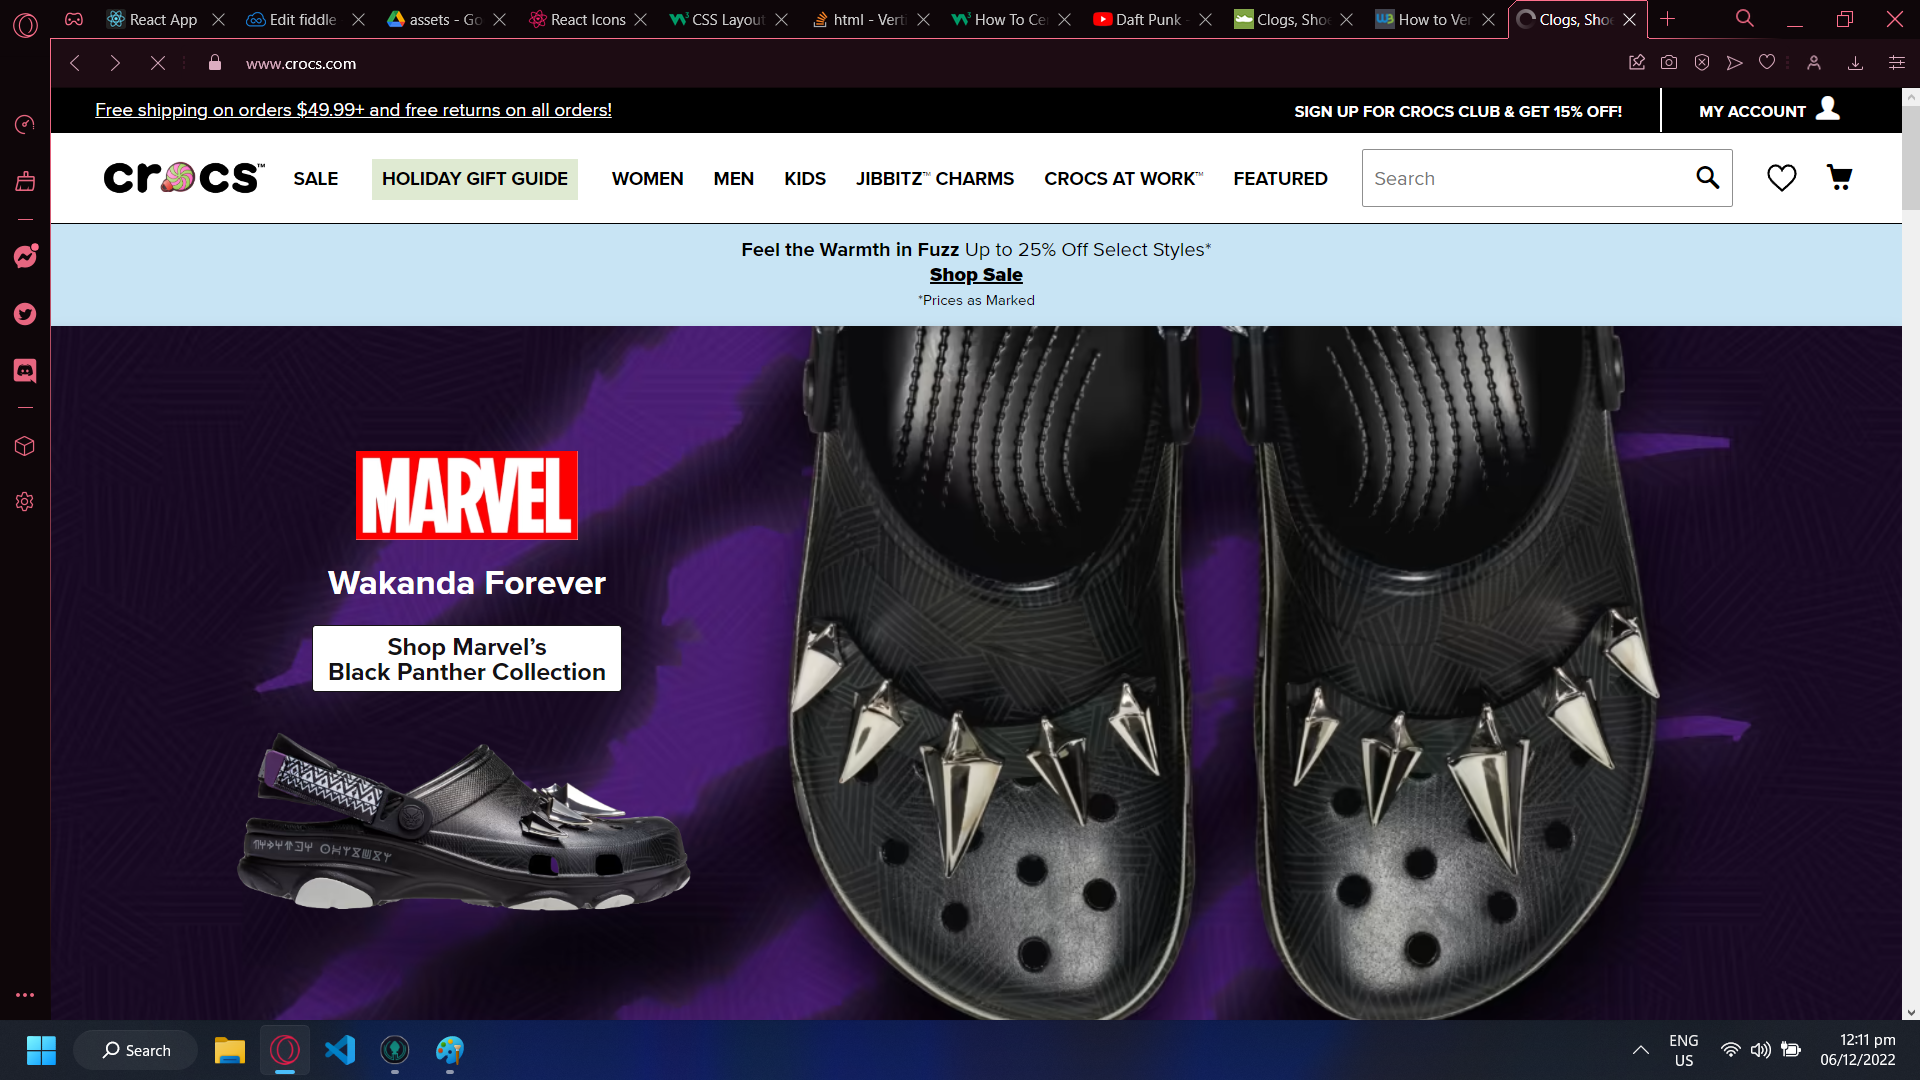 React App
Edit fiddle
assets - Go
React Icons
CSS Layout
html - Verti
How To Cen
Daft Punk -
Clogs, Shoe
How to Ver
Clogs, Shoe
www.crocs.com
Free shipping on orders $49.99+ and free returns on all orders!
SIGN UP FOR CROCS CLUB & GET 15% OFF!
MY ACCOUNT
crocs™
SALE
HOLIDAY GIFT GUIDE
WOMEN
MEN
KIDS
JIBBITZ™ CHARMS
CROCS AT WORK™
FEATURED
Search
Feel the Warmth in Fuzz Up to 25% Off Select Styles*
Shop Sale
*Prices as Marked
MARVEL
Wakanda Forever
Shop Marvel’s
Black Panther Collection
Search
ENG
US
12:11 pm
06/12/2022